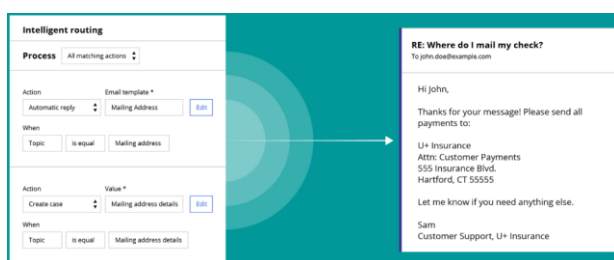 Intelligent routing
Process All matching actions
Action Email template *
Automatic reply Mailing Address Edit
When
Topic is equal Mailing address
Action Value *
Create case Mailing address details Edit
When
Topic is equal Mailing address details
RE: Where do I mail my check?
To john.doe@example.com
Hi John,
Thanks for your message! Please send all
payments to:
U+ Insurance
Attn: Customer Payments
555 Insurance Blvd.
Hartford, CT 55555
Let me know if you need anything else.
Sam
Customer Support, U+ Insurance